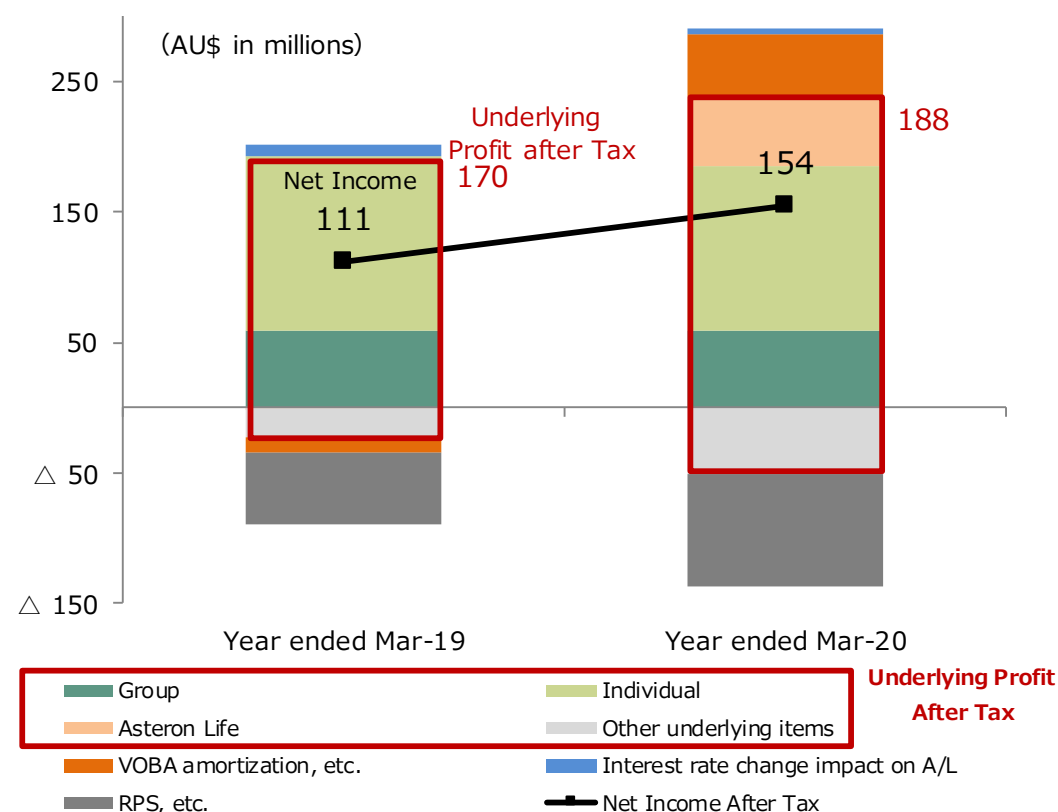 (AU$ in millions)
250
150
50
△ 50
△ 150
Underlying
Profit after Tax
170
188
Net Income
111
154
Year ended Mar-19
Year ended Mar-20
Group
Individual
Asteron Life
Other underlying items
VOBA amortization, etc.
Interest rate change impact on A/L
RPS, etc.
Net Income After Tax
Underlying Profit
After Tax